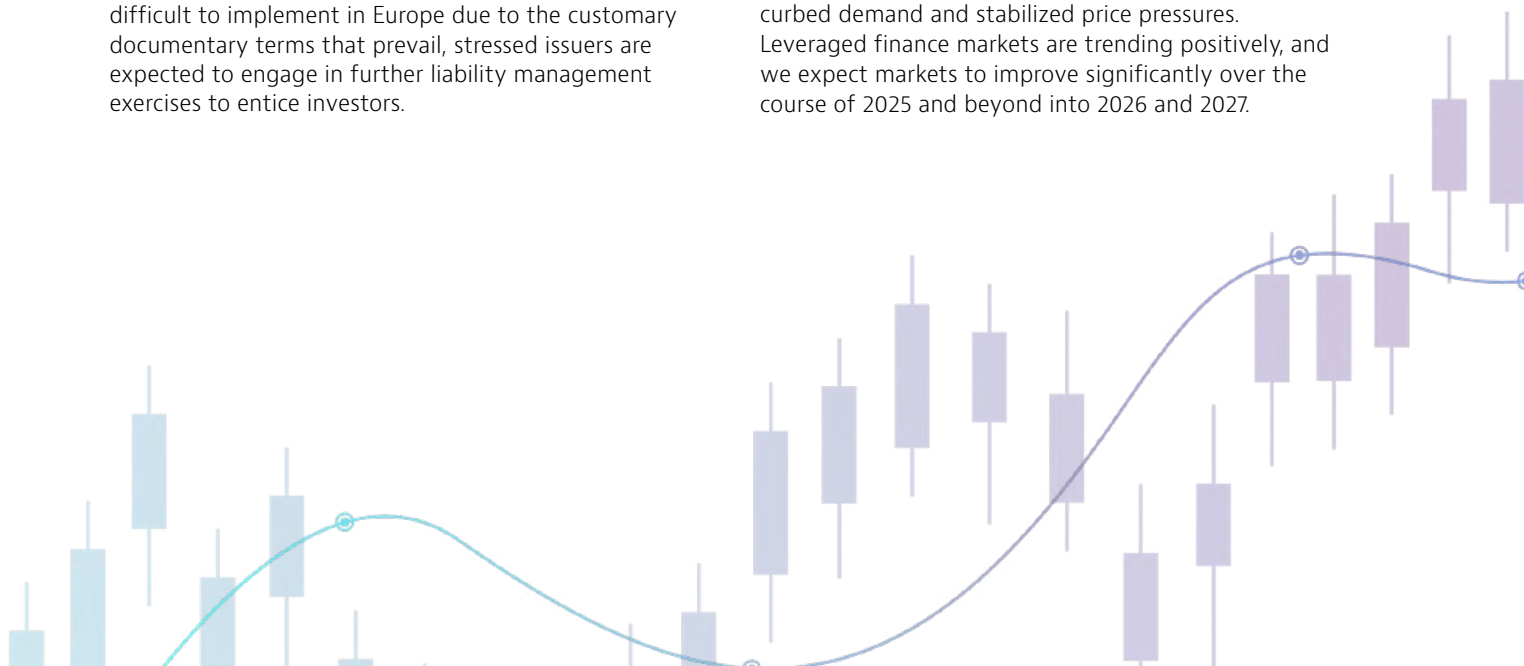 difficult to implement in Europe due to the customary
documentary terms that prevail, stressed issuers are
expected to engage in further liability management
exercises to entice investors.
curbed demand and stabilized price pressures.
Leveraged finance markets are trending positively, and
we expect markets to improve significantly over the
course of 2025 and beyond into 2026 and 2027.